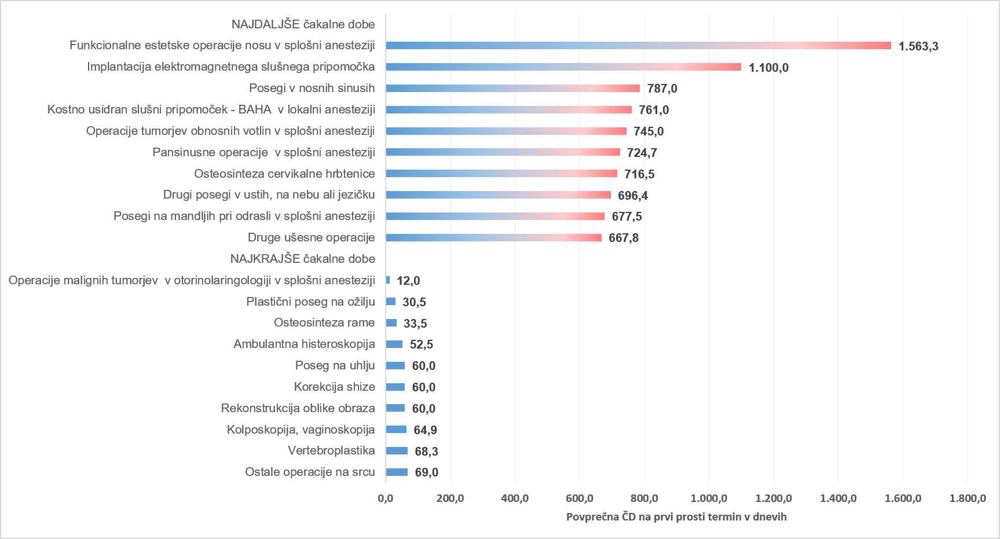 NAJDALJŠE čakalne dobe
Funkcionalne estetske operacije nosu v splošni anesteziji 1.563,3
Implantacija elektromagnetnega slušnega pripomočka 1.100,0
Posegi v nosnih sinusih 787,0
Kostno usidran slušni pripomoček - BAHA  v lokalni anesteziji 761,0
Operacije tumorjev obnosnih votlin v splošni anesteziji 745,0
Pansinusne operacije  v splošni anesteziji 724,7
Osteosinteza cervikalne hrbtenice 716,5
Drugi posegi v ustih, na nebu ali jezičku 696,4
Posegi na mandljih pri odrasli v splošni anesteziji 677,5
Druge ušesne operacije 667,8
NAJKRAJŠE čakalne dobe
Operacije malignih tumorjev  v otorinolaringologiji v splošni anesteziji 12,0
Plastični poseg na ožilju 30,5
Osteosinteza rame 33,5
Ambulantna histeroskopija 52,5
Poseg na uhlju 60,0
Korekcija shize 60,0
Rekonstrukcija oblike obraza 60,0
Kolposkopija, vaginoskopija 64,9
Vertebroplastika 68,3
Ostale operacije na srcu 69,0
0,0 200,0 400,0 600,0 800,0 1.000,0 1.200,0 1.400,0 1.600,0 1.800,0
Povprečna ČD na prvi prosti termin v dnevih